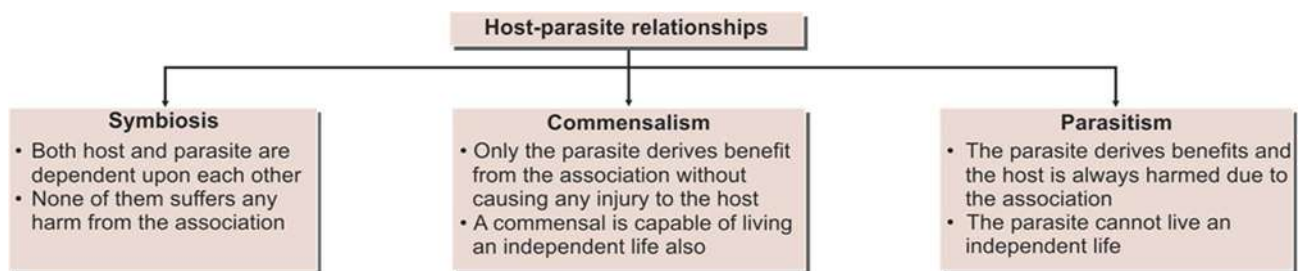 Host-parasite relationships
Symbiosis
• Both host and parasite are
dependent upon each other
• None of them suffers any
harm from the association
Commensalism
• Only the parasite derives benefit
from the association without
causing any injury to the host
• A commensal is capable of living
an independent life also
Parasitism
• The parasite derives benefits and
the host is always harmed due to
the association
• The parasite cannot live an
independent life